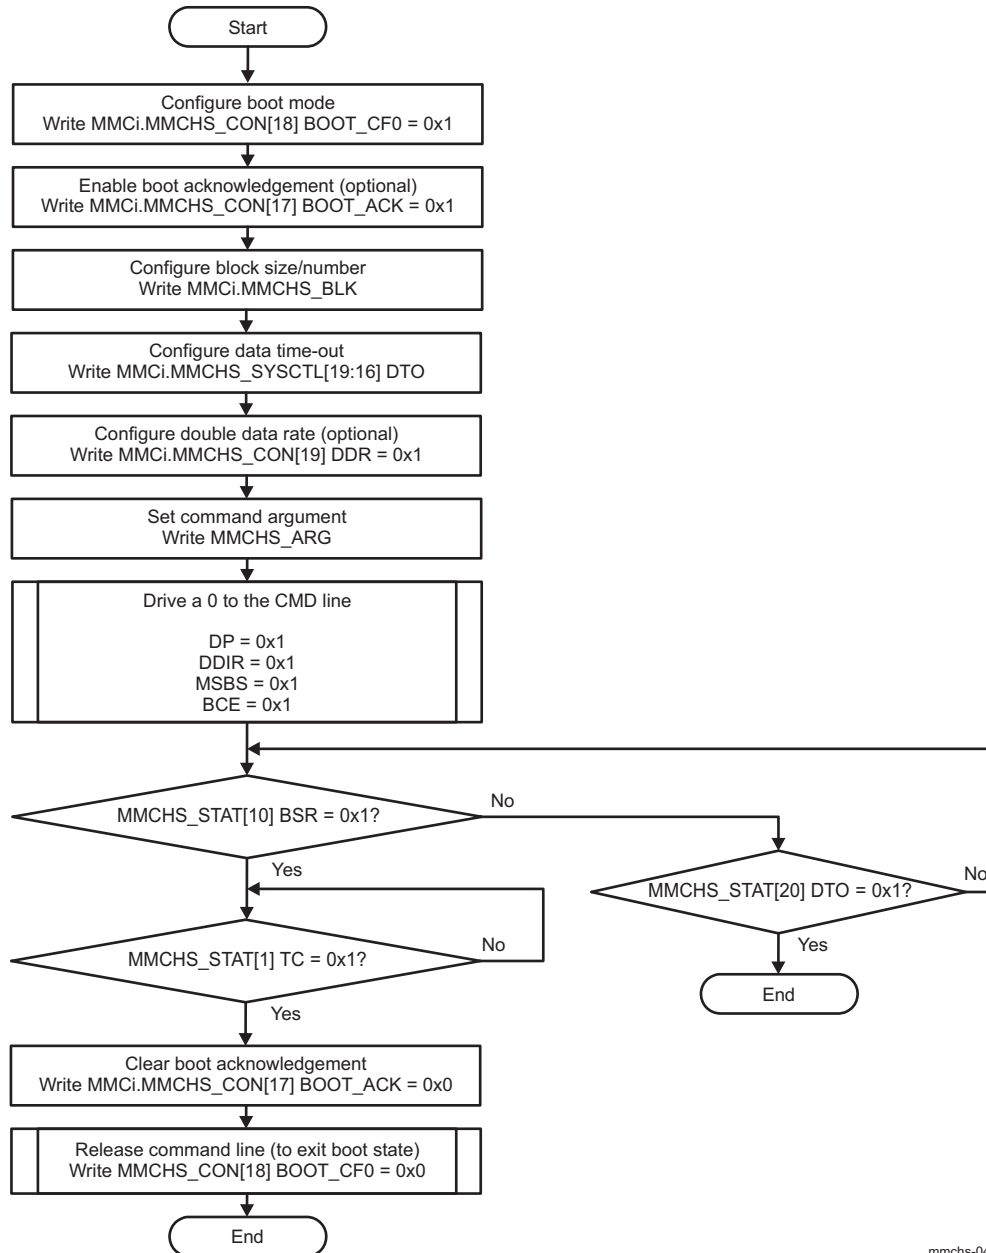 Start
Configure boot mode
Write MMCi.MMCHS_CON[18] BOOT_CF0 = 0x1
Enable boot acknowledgement (optional)
Write MMCi.MMCHS_CON[17] BOOT_ACK = 0x1
Configure block size/number
Write MMCi.MMCHS_BLK
Configure data time-out
Write MMCi.MMCHS_SYSCTL[19:16] DTO
Configure double data rate (optional)
Write MMCi.MMCHS_CON[19] DDR = 0x1
Set command argument
Write MMCHS_ARG
Drive a 0 to the CMD line
DP = 0x1
DDIR = 0x1
MSBS = 0x1
BCE = 0x1
MMCHS_STAT[10] BSR = 0x1?
No
Yes
MMCHS_STAT[20] DTO = 0x1?
No
Yes
End
MMCHS_STAT[1] TC = 0x1?
No
Yes
Clear boot acknowledgement
Write MMCi.MMCHS_CON[17] BOOT_ACK = 0x0
Release command line (to exit boot state)
Write MMCHS_CON[18] BOOT_CF0 = 0x0
End